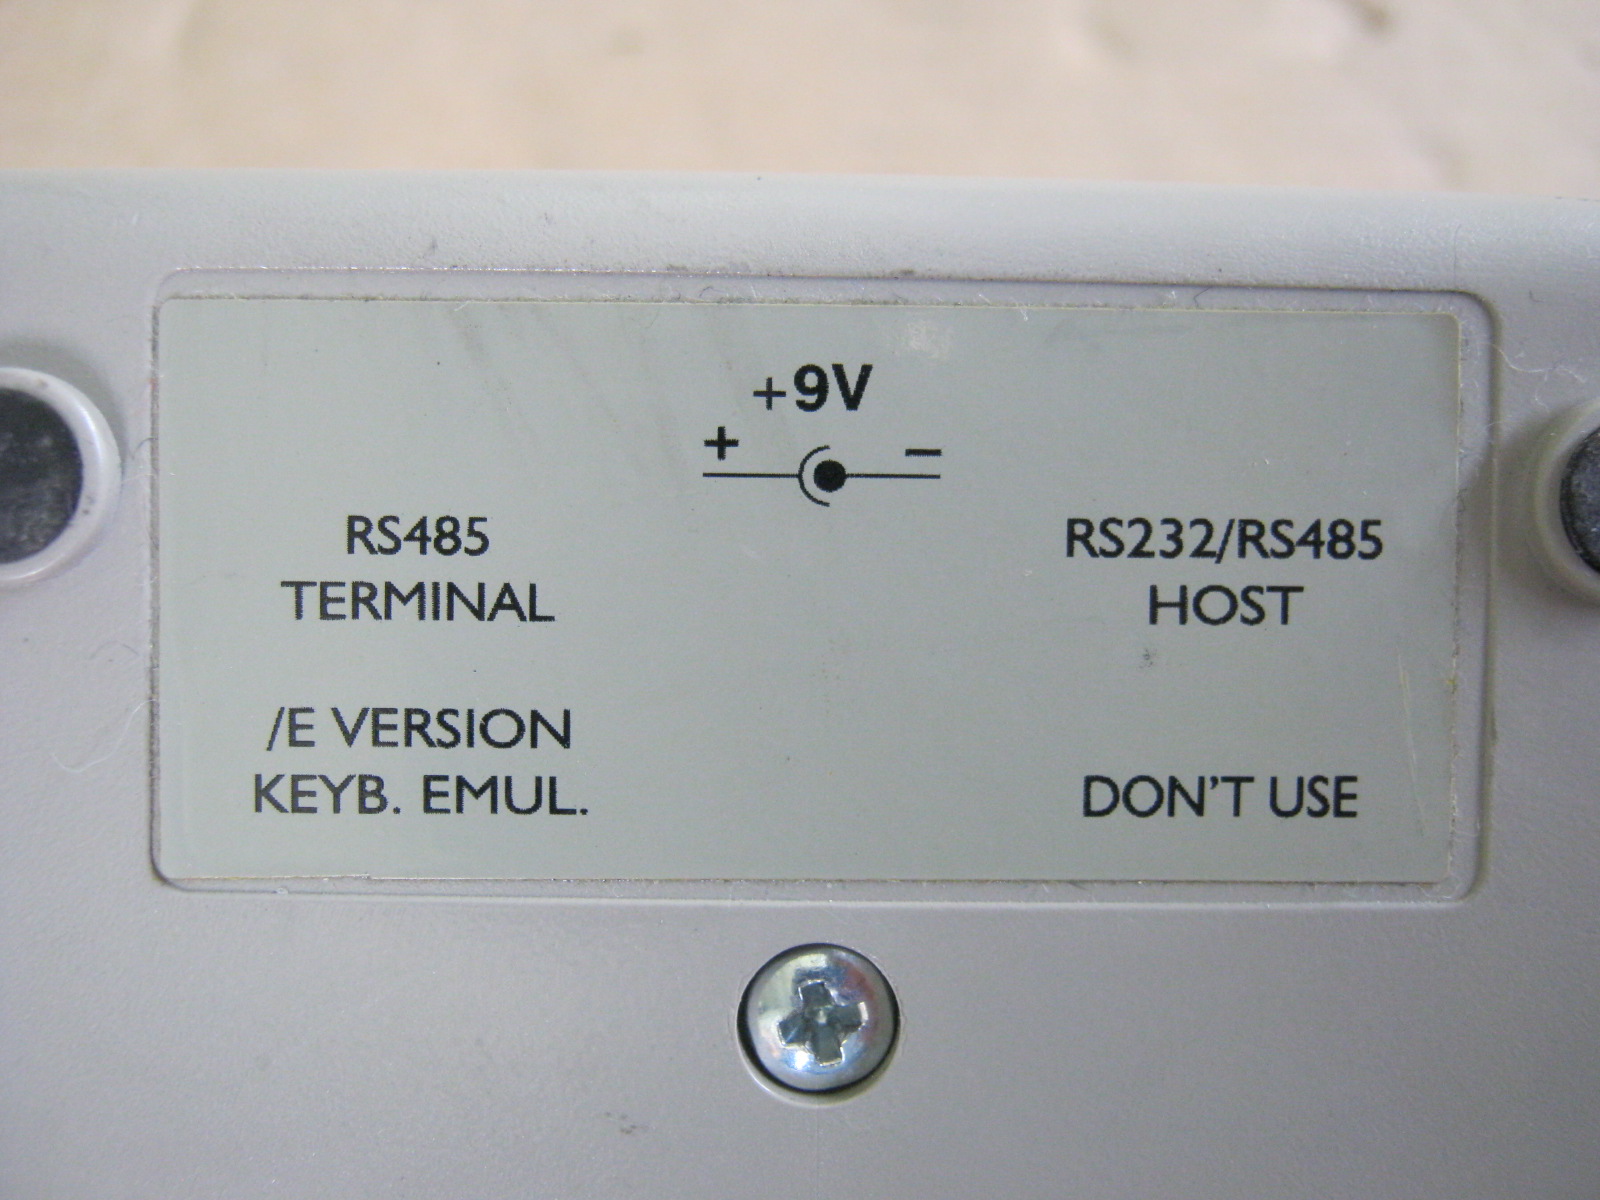 +9V
+ −
RS485
TERMINAL
RS232/RS485
HOST
/E VERSION
KEYB. EMUL.
DON'T USE